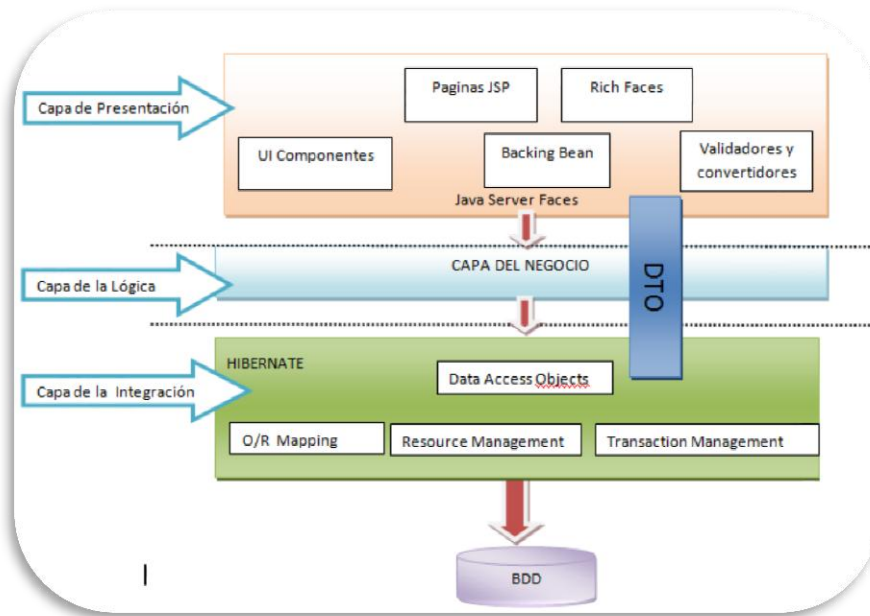 Paginas JSP
Rich Faces
Capa de Presentación
UI Componentes
Backing Bean
Validadores y
convertidores
Java Server Faces
CAPA DEL NEGOCIO
DTO
Capa de la Lógica
HIBERNATE
Data Access Objects
Capa de la Integración
O/R Mapping
Resource Management
Transaction Management
BDD